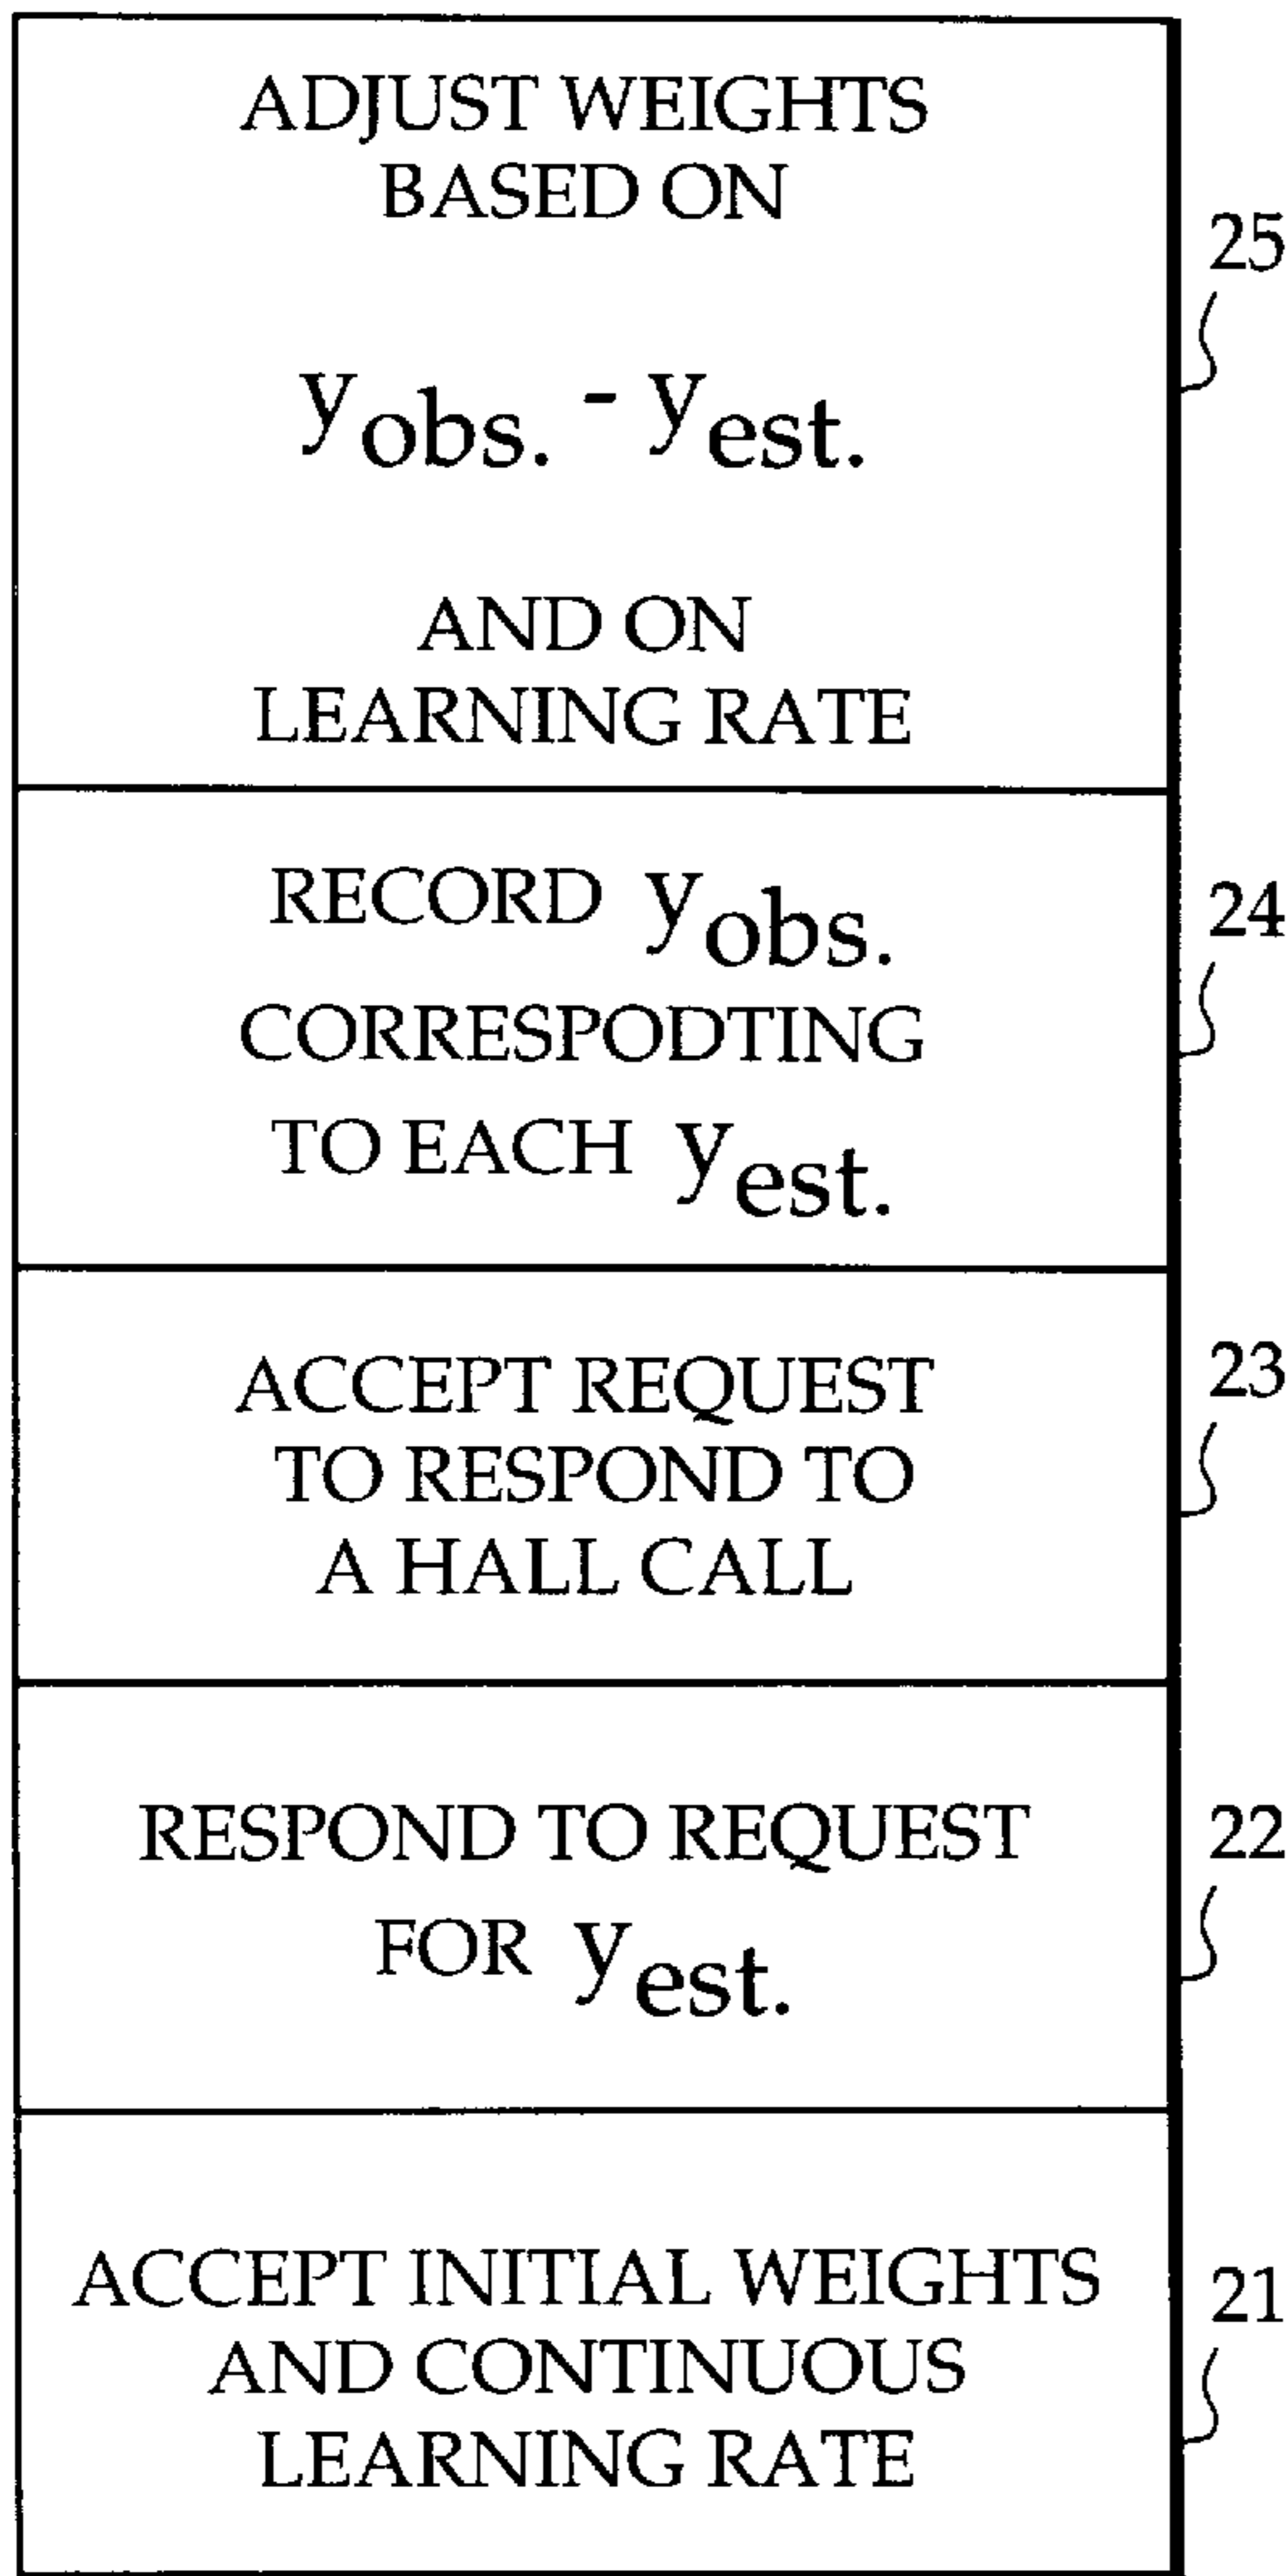 ADJUST WEIGHTS
BASED ON
25
yobs. - yest.
AND ON
LEARNING RATE
RECORD yobs.
24
CORRESPODTING
TO EACH yest.
ACCEPT REQUEST
23
TO RESPOND TO
A HALL CALL
RESPOND TO REQUEST
22
FOR yest.
ACCEPT INITIAL WEIGHTS
21
AND CONTINUOUS
LEARNING RATE